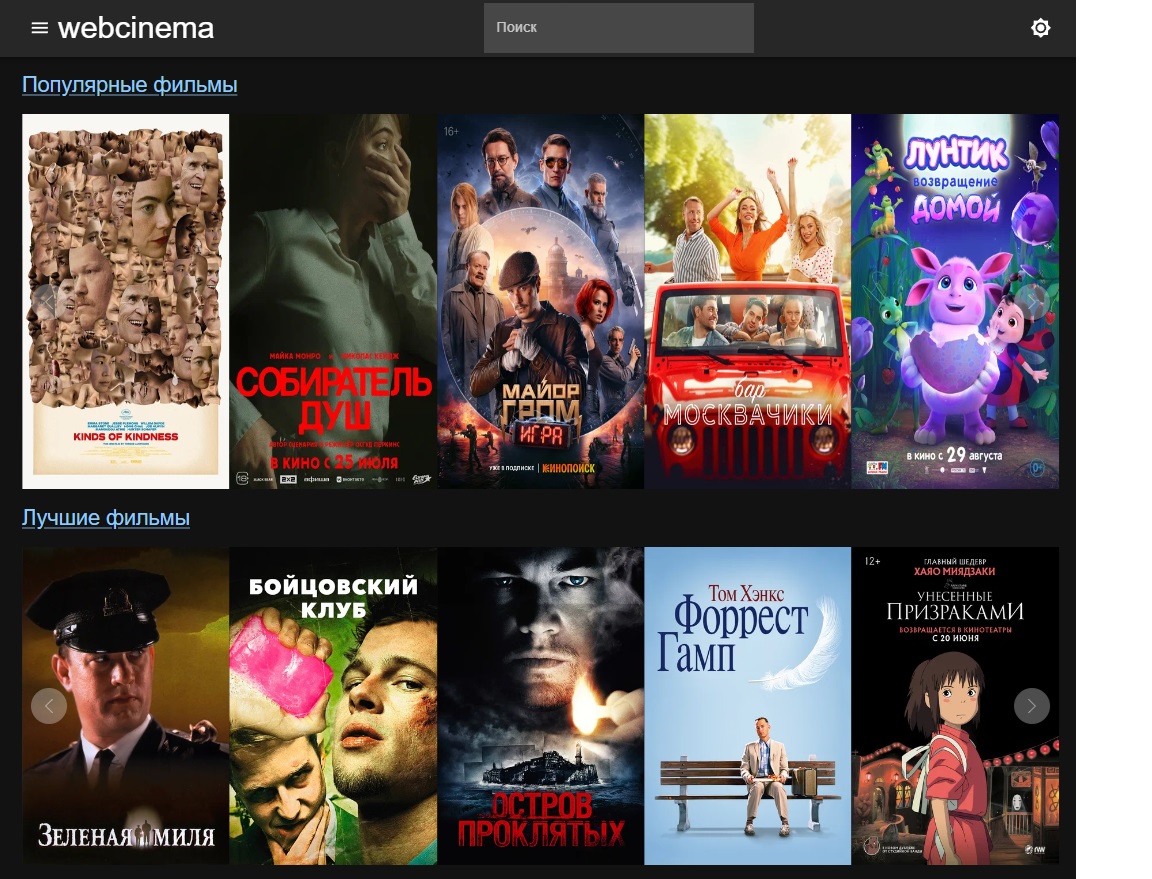 webcinema
Поиск
Популярные фильмы
KINDS OF KINDNESS
МАЙКА МОНРО
НИКОЛАС КЕЙДЖ
СОБИРАТЕЛЬ
ДУШ
В КИНО С 25 ИЮЛЯ
16+
МАЙОР
ГРОМ
ИГРА
УЖЕ В ПОДПИСКЕ | КИНОПОИСК
бар
МОСКВАЧИКИ
ЛУНТИК
возвращение
ДОМОЙ
в кино с 29 августа
0+
Лучшие фильмы
ЗЕЛЕНАЯ МИЛЯ
БОЙЦОВСКИЙ
КЛУБ
ОСТРОВ
ПРОКЛЯТЫХ
Том Хэнкс
Форрест
Гамп
12+
ГЛАВНЫЙ ШЕДЕВР
ХАЯО МИЯДЗАКИ
УНЕСЕННЫЕ
ПРИЗРАКАМИ
ВОЗВРАЩАЕТСЯ В КИНОТЕАТРЫ
С 20 ИЮНЯ